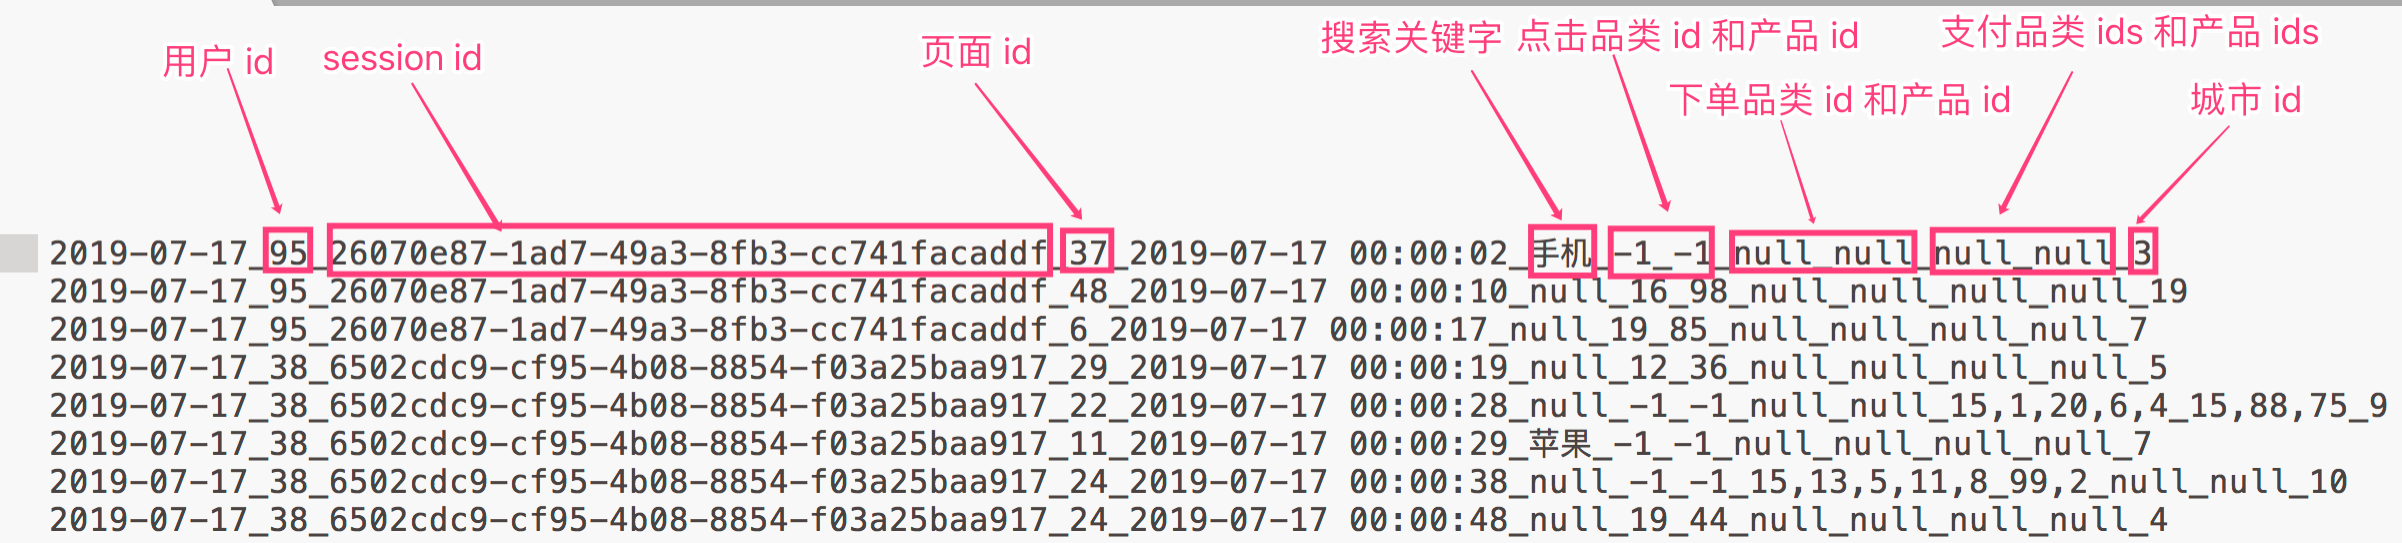 用户 id
session id
页面 id
搜索关键字
点击品类 id 和产品 id
支付品类 ids 和产品 ids
下单品类 id 和产品 id
城市 id
2019-07-17_95_26070e87-1ad7-49a3-8fb3-cc741facaddf_37_2019-07-17 00:00:02_手机_-1_-1_null_null_null_null_3
2019-07-17_95_26070e87-1ad7-49a3-8fb3-cc741facaddf_48_2019-07-17 00:00:10_null_16_98_null_null_null_null_19
2019-07-17_95_26070e87-1ad7-49a3-8fb3-cc741facaddf_6_2019-07-17 00:00:17_null_19_85_null_null_null_null_7
2019-07-17_38_6502cdc9-cf95-4b08-8854-f03a25baa917_29_2019-07-17 00:00:19_null_12_36_null_null_null_null_5
2019-07-17_38_6502cdc9-cf95-4b08-8854-f03a25baa917_22_2019-07-17 00:00:28_null_-1_-1_null_null_15,1,20,6,4_15,88,75_9
2019-07-17_38_6502cdc9-cf95-4b08-8854-f03a25baa917_11_2019-07-17 00:00:29_苹果_-1_-1_null_null_null_null_7
2019-07-17_38_6502cdc9-cf95-4b08-8854-f03a25baa917_24_2019-07-17 00:00:38_null_-1_-1_15,13,5,11,8_99,2_null_null_10
2019-07-17_38_6502cdc9-cf95-4b08-8854-f03a25baa917_24_2019-07-17 00:00:48_null_19_44_null_null_null_null_4